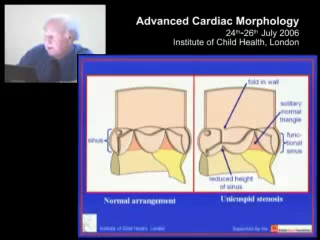 Advanced Cardiac Morphology
24th-26th July 2006
Institute of Child Health, London
fold in wall
solitary
normal
triangle
sinus
func-
tional
sinus
reduced height
of sinus
Normal arrangement
Unicuspid stenosis
Institute of Child Health, London
Supported by the